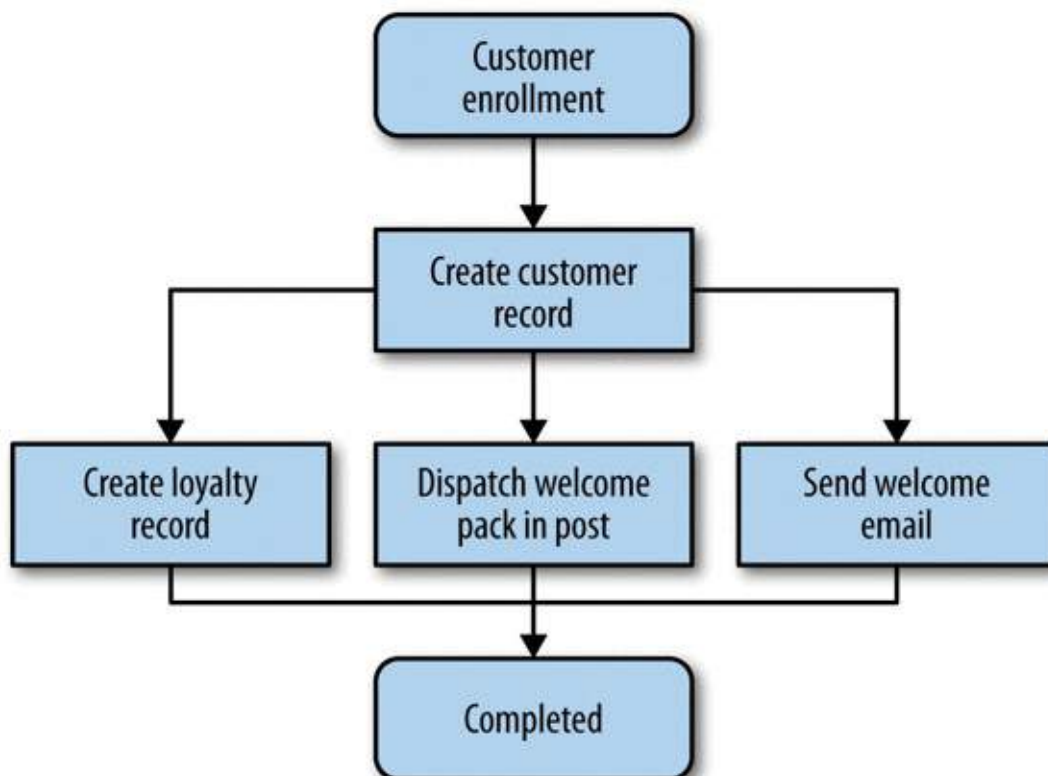 Customer
enrollment
Create customer
record
Create loyalty
record
Dispatch welcome
pack in post
Send welcome
email
Completed